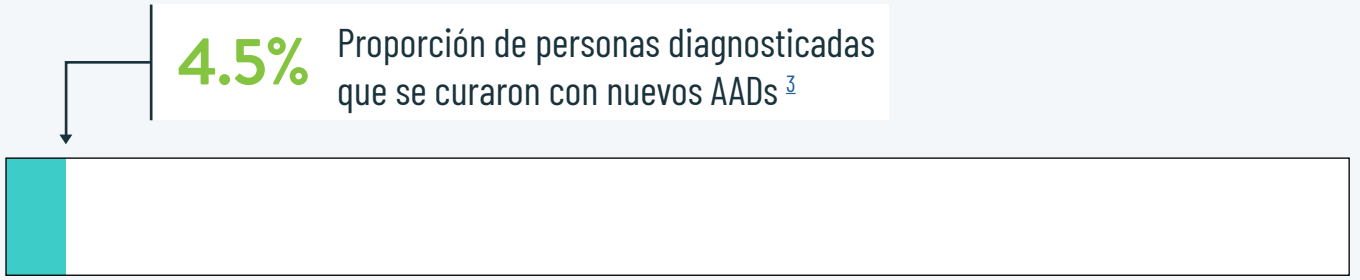 4.5%
Proporción de personas diagnosticadas
que se curaron con nuevos AADs 3